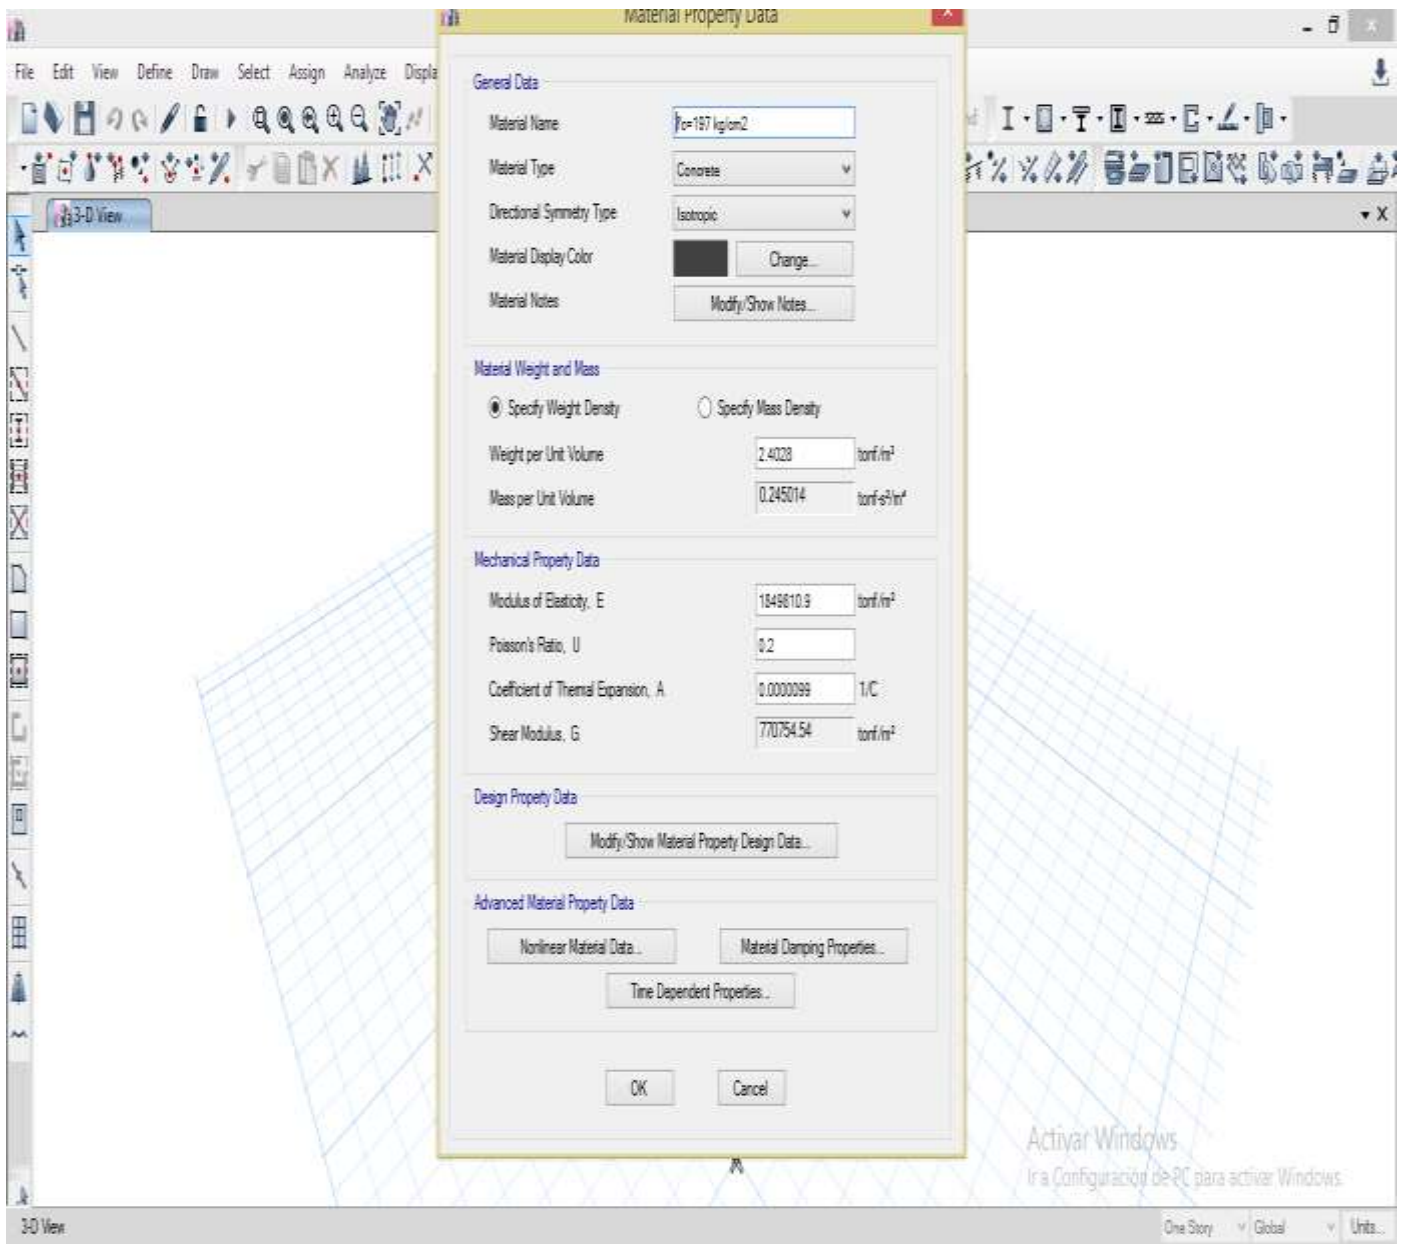 Material Property Data
File Edit View Define Draw Select Assign Analyze Displa
3-D View
General Data
Material Name f'c=197 kg/cm2
Material Type Concrete
Directional Symmetry Type Isotropic
Material Display Color Change...
Material Notes Modify/Show Notes...
Material Weight and Mass
Specify Weight Density Specify Mass Density
Weight per Unit Volume 2.4028 tonf/m³
Mass per Unit Volume 0.245014 tonf-s²/m⁴
Mechanical Property Data
Modulus of Elasticity, E 1849810.9 tonf/m²
Poisson's Ratio, U 0.2
Coefficient of Thermal Expansion, A 0.0000099 1/C
Shear Modulus, G 770754.54 tonf/m²
Design Property Data
Modify/Show Material Property Design Data...
Advanced Material Property Data
Nonlinear Material Data... Material Damping Properties...
Time Dependent Properties...
OK Cancel
Activar Windows
Ir a Configuración de PC para activar Windows.
3-D View One Story Global Units...